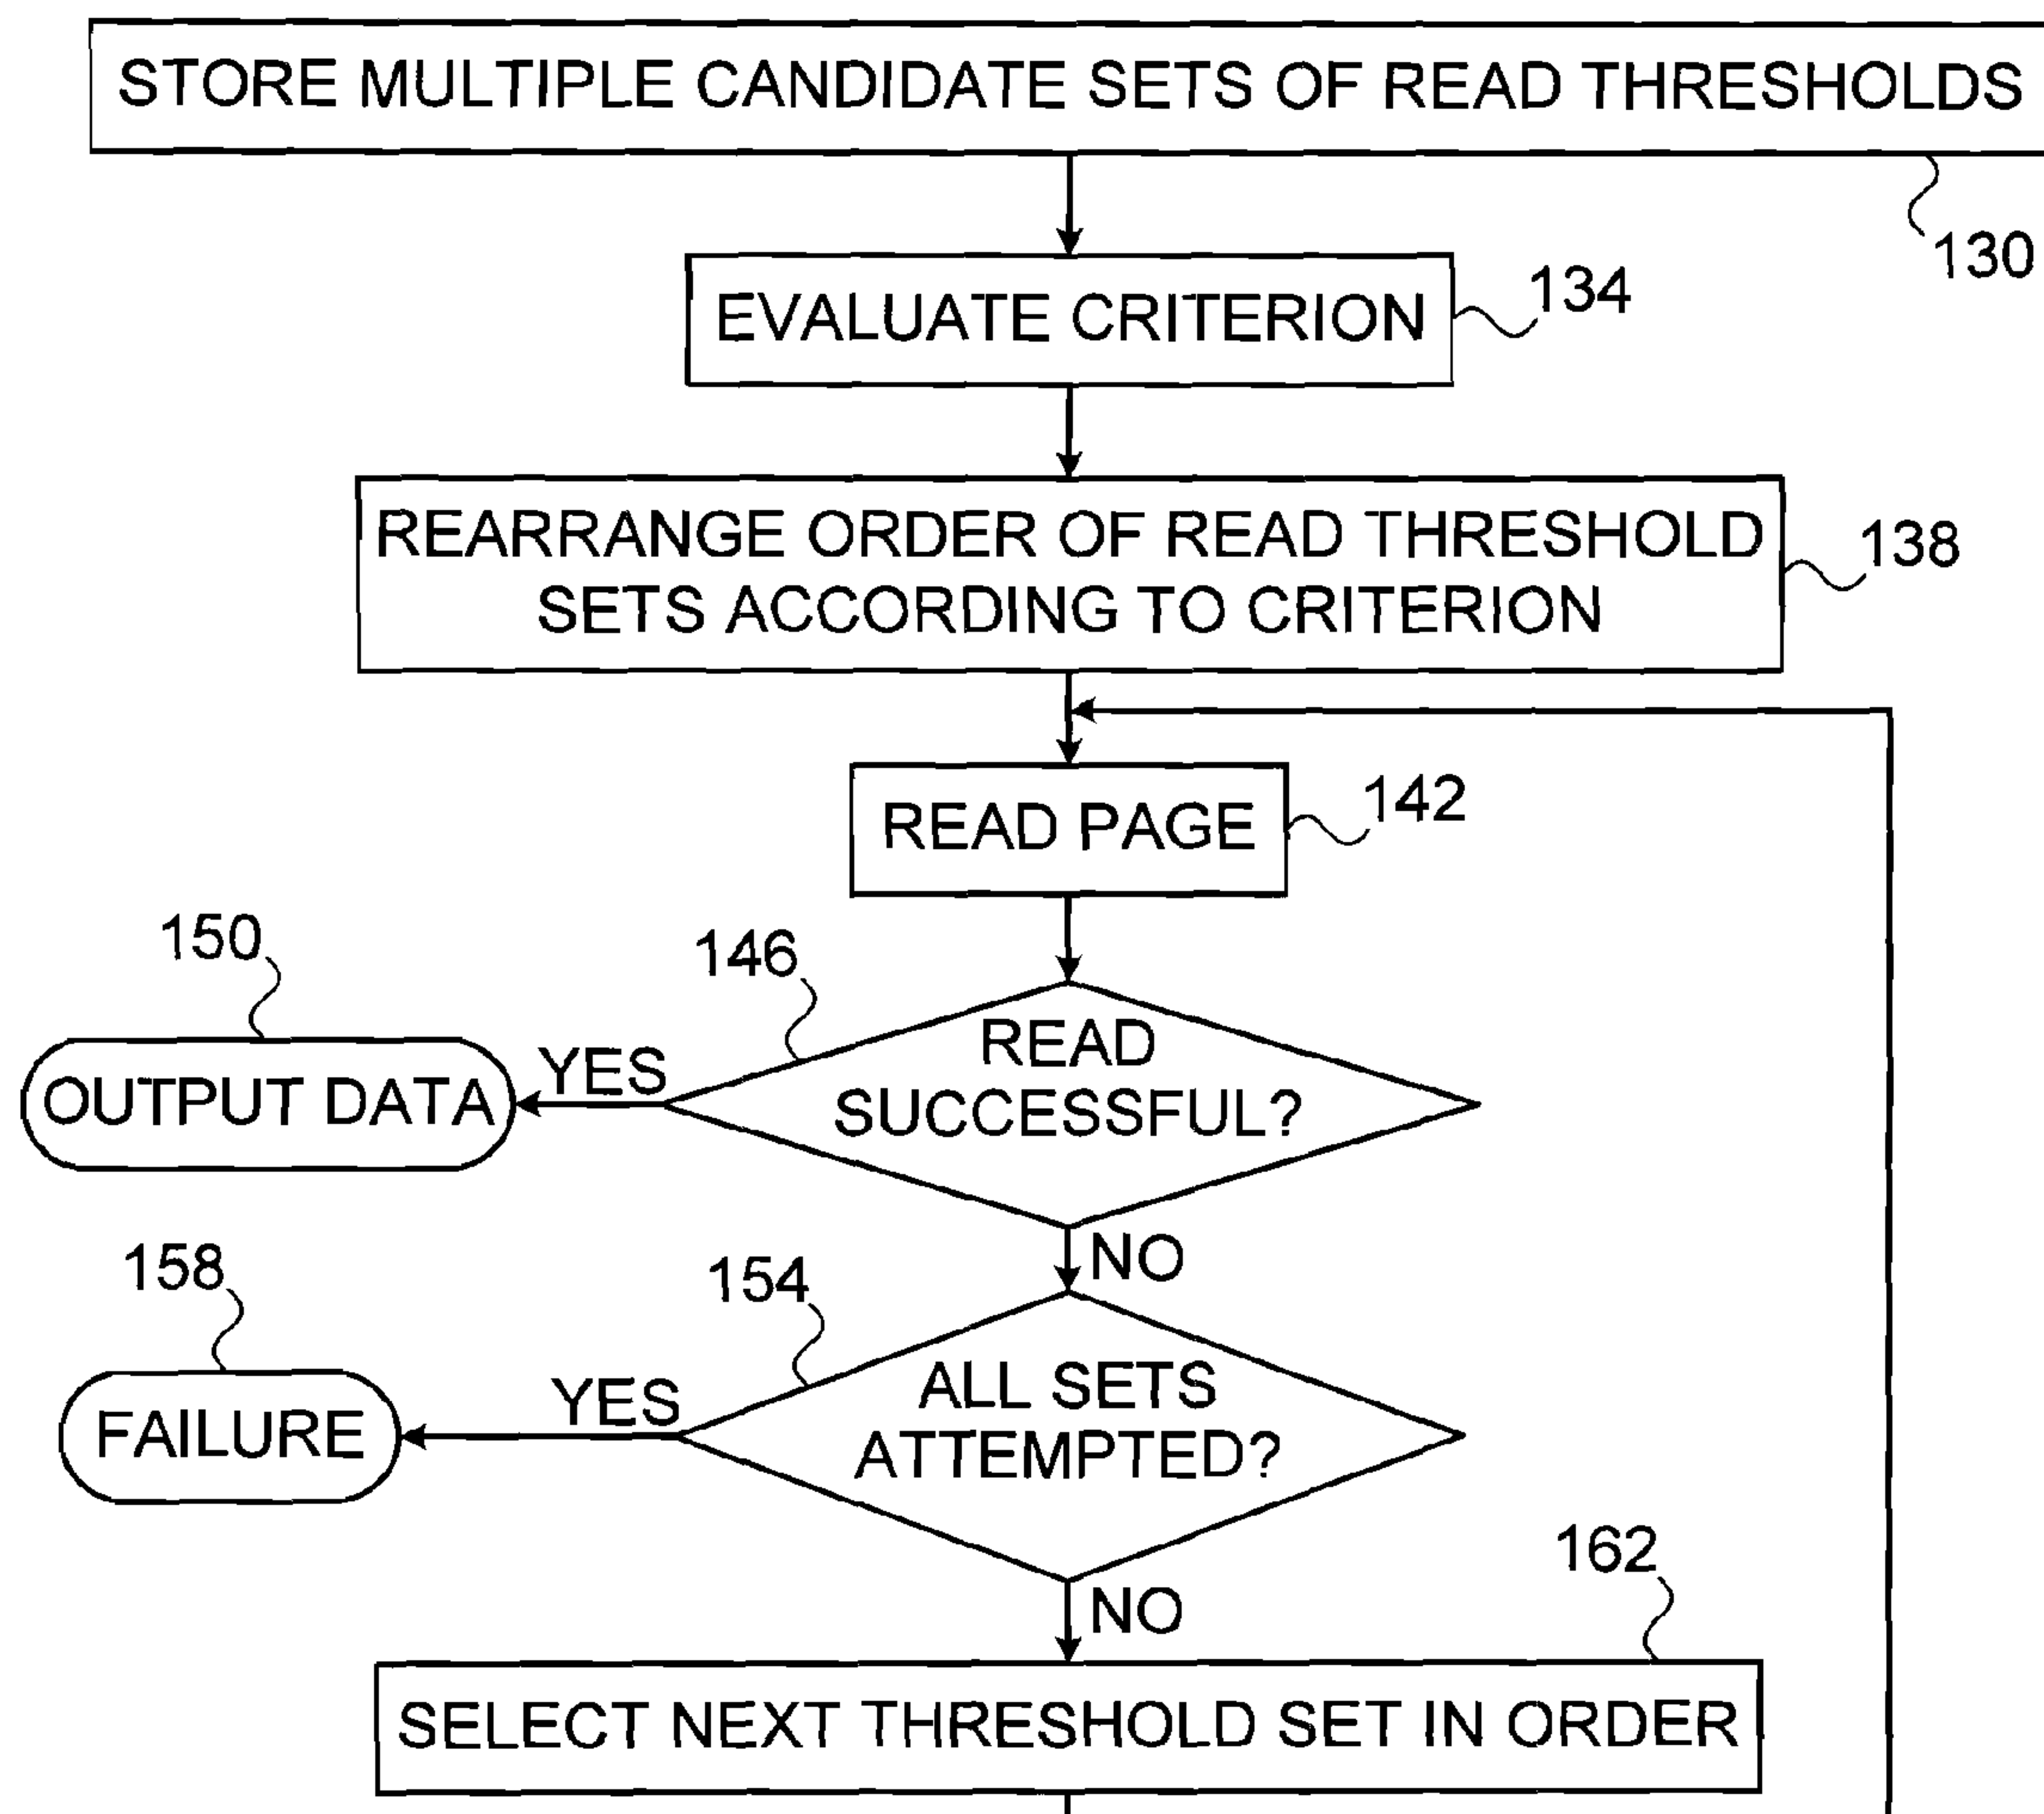 STORE MULTIPLE CANDIDATE SETS OF READ THRESHOLDS
130
EVALUATE CRITERION
134
REARRANGE ORDER OF READ THRESHOLD
SETS ACCORDING TO CRITERION
138
READ PAGE
142
150
146
OUTPUT DATA
YES
READ
SUCCESSFUL?
NO
158
154
FAILURE
YES
ALL SETS
ATTEMPTED?
NO
162
SELECT NEXT THRESHOLD SET IN ORDER